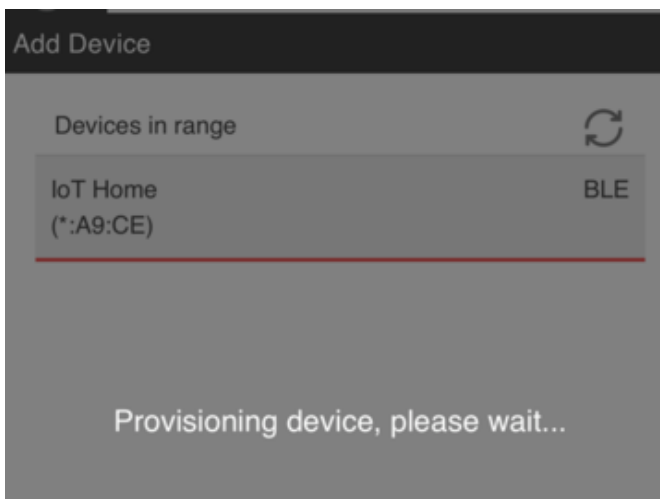 Add Device
Devices in range
IoT Home
BLE
(*:A9:CE)
Provisioning device, please wait...